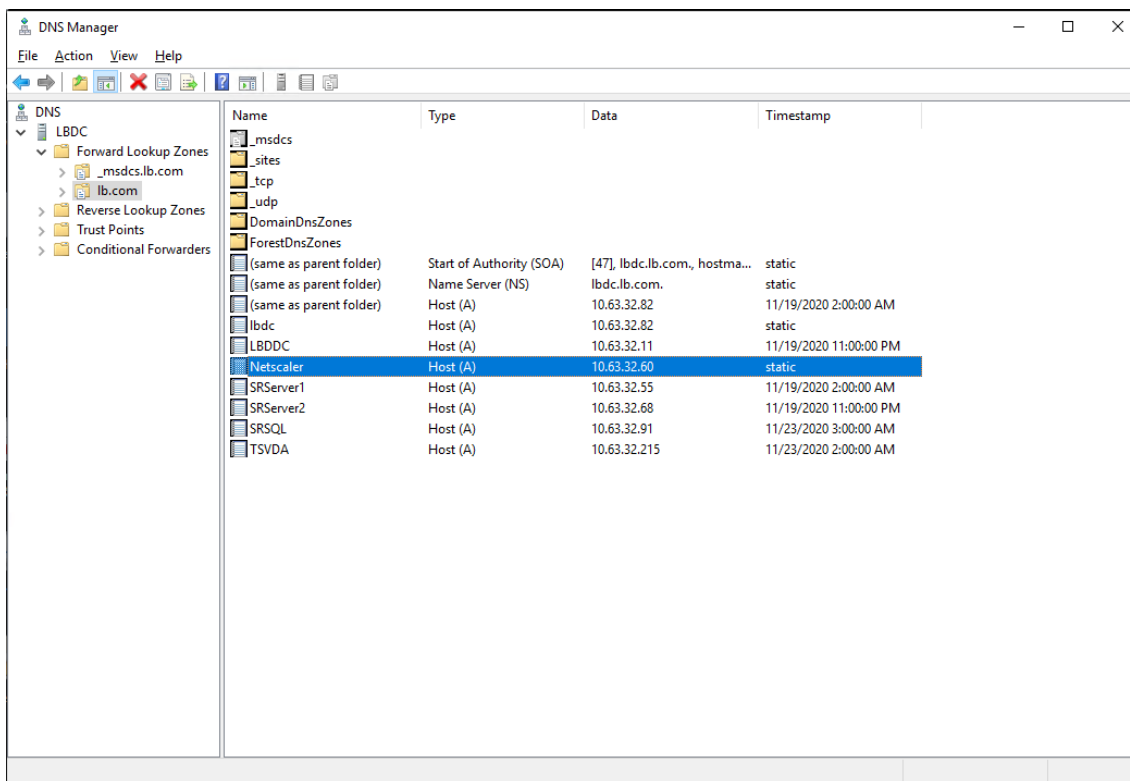 DNS Manager
File Action View Help
DNS
LBDC
Forward Lookup Zones
_msdcs.lb.com
lb.com
Reverse Lookup Zones
Trust Points
Conditional Forwarders
Name Type Data Timestamp
_msdcs
_sites
_tcp
_udp
DomainDnsZones
ForestDnsZones
(same as parent folder) Start of Authority (SOA) [47], lbdc.lb.com., hostma... static
(same as parent folder) Name Server (NS) lbdc.lb.com. static
(same as parent folder) Host (A) 10.63.32.82 11/19/2020 2:00:00 AM
lbdc Host (A) 10.63.32.82 static
LBDDC Host (A) 10.63.32.11 11/19/2020 11:00:00 PM
Netscaler Host (A) 10.63.32.60 static
SRServer1 Host (A) 10.63.32.55 11/19/2020 2:00:00 AM
SRServer2 Host (A) 10.63.32.68 11/19/2020 11:00:00 PM
SRSQL Host (A) 10.63.32.91 11/23/2020 3:00:00 AM
TSVDA Host (A) 10.63.32.215 11/23/2020 2:00:00 AM